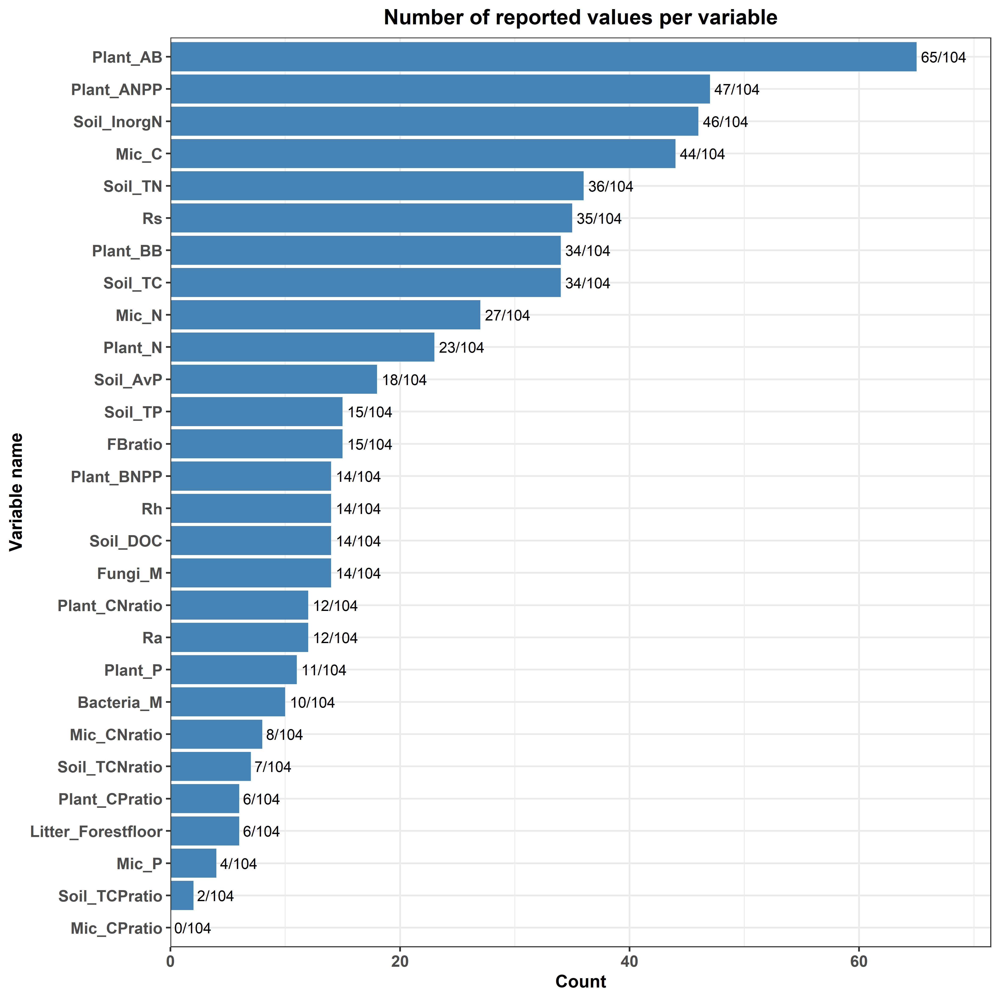 Number of reported values per variable
Variable name
Plant_AB 65/104
Plant_ANPP 47/104
Soil_InorgN 46/104
Mic_C 44/104
Soil_TN 36/104
Rs 35/104
Plant_BB 34/104
Soil_TC 34/104
Mic_N 27/104
Plant_N 23/104
Soil_AvP 18/104
Soil_TP 15/104
FBratio 15/104
Plant_BNPP 14/104
Rh 14/104
Soil_DOC 14/104
Fungi_M 14/104
Plant_CNratio 12/104
Ra 12/104
Plant_P 11/104
Bacteria_M 10/104
Mic_CNratio 8/104
Soil_TCNratio 7/104
Plant_CPratio 6/104
Litter_Forestfloor 6/104
Mic_P 4/104
Soil_TCPratio 2/104
Mic_CPratio 0/104
0 20 40 60
Count